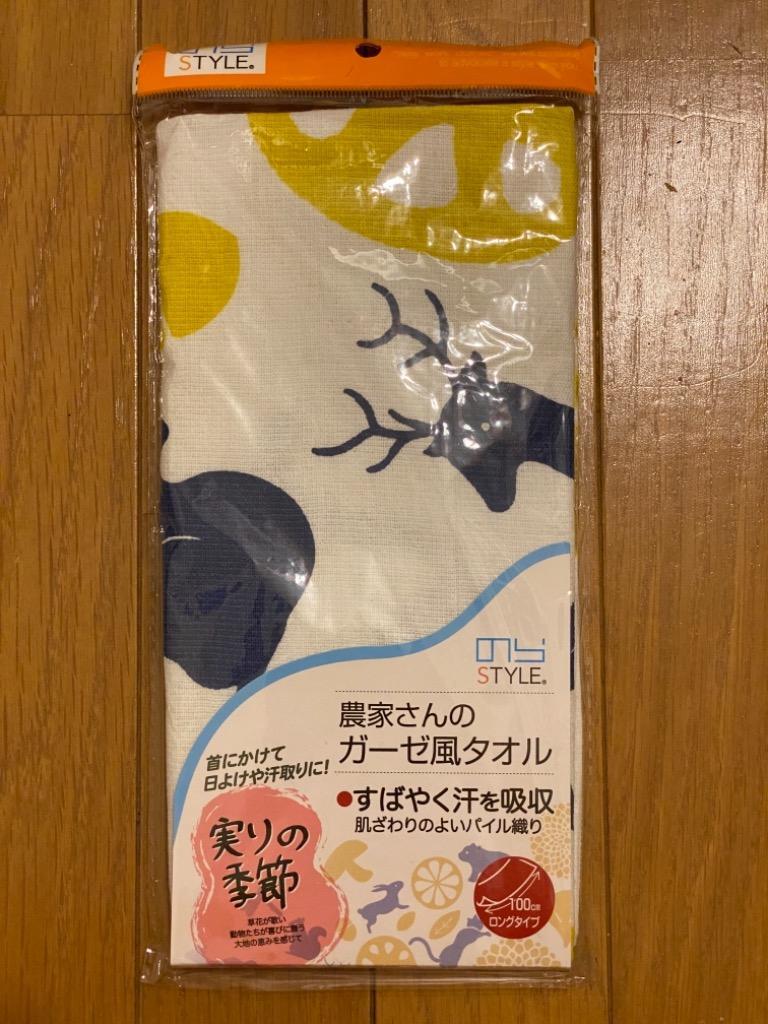 のら
STYLE®
のら
STYLE®
農家さんの
ガーゼ風タオル
首にかけて
日よけや汗取りに!
●すばやく汗を吸収
肌ざわりのよいパイル織り
実りの
季節
草花が歌い
動物たちが喜びに舞う
大地の恵みを感じて
100cm
ロングタイプ